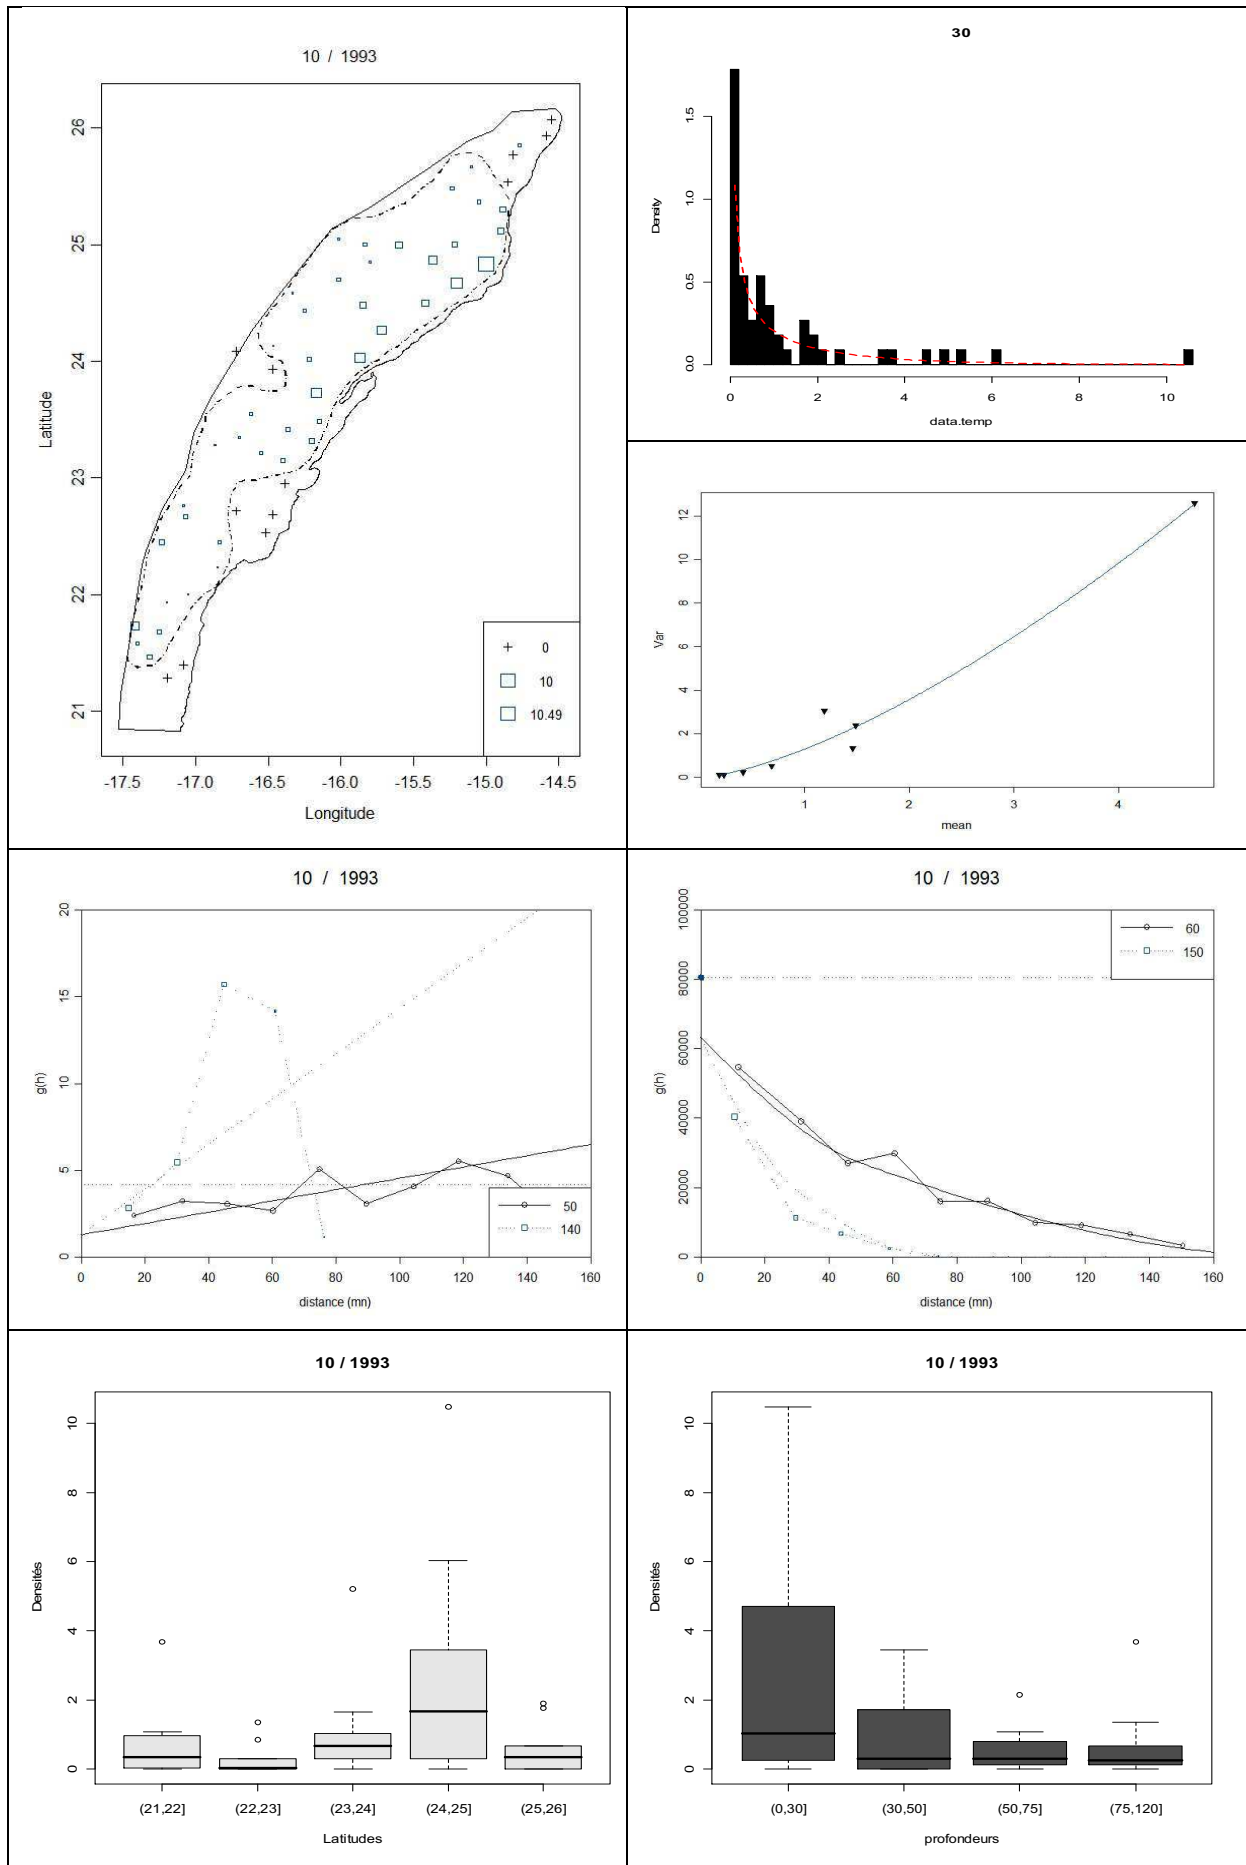 10 / 1993
26
25
24
23
22
21
Latitude
-17.5 -17.0 -16.5 -16.0 -15.5 -15.0 -14.5
Longitude
0
10
10.49
30
1.5
1.0
0.5
0.0
Density
0 2 4 6 8 10
data.temp
12
10
8
6
4
2
0
Var
1 2 3 4
mean
10 / 1993
20
15
10
5
0
g(h)
0 20 40 60 80 100 120 140 160
distance (mn)
50
140
10 / 1993
100000
80000
60000
40000
20000
0
g(h)
0 20 40 60 80 100 120 140 160
distance (mn)
60
150
10 / 1993
10
8
6
4
2
0
Densités
(21,22] (22,23] (23,24] (24,25] (25,26]
Latitudes
10 / 1993
10
8
6
4
2
0
Densités
(0,30] (30,50] (50,75] (75,120]
profondeurs